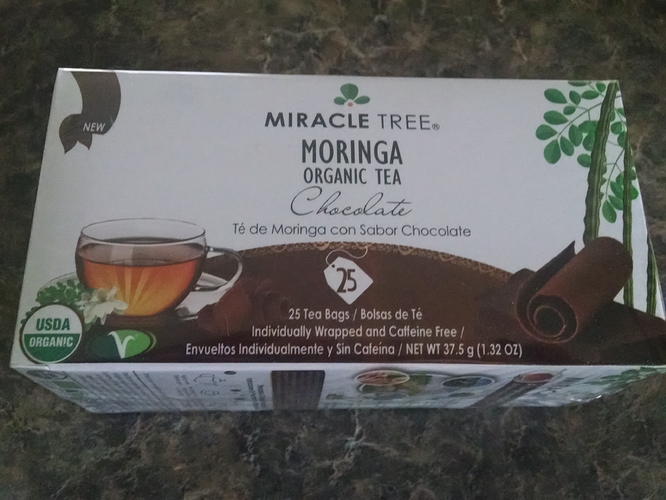 NEW
MIRACLE TREE®
MORINGA
ORGANIC TEA
Chocolate
Té de Moringa con Sabor Chocolate
25
25 Tea Bags / Bolsas de Té
Individually Wrapped and Caffeine Free /
Envueltos Individualmente y Sin Cafeína / NET WT 37.5 g (1.32 OZ)
USDA
ORGANIC
V